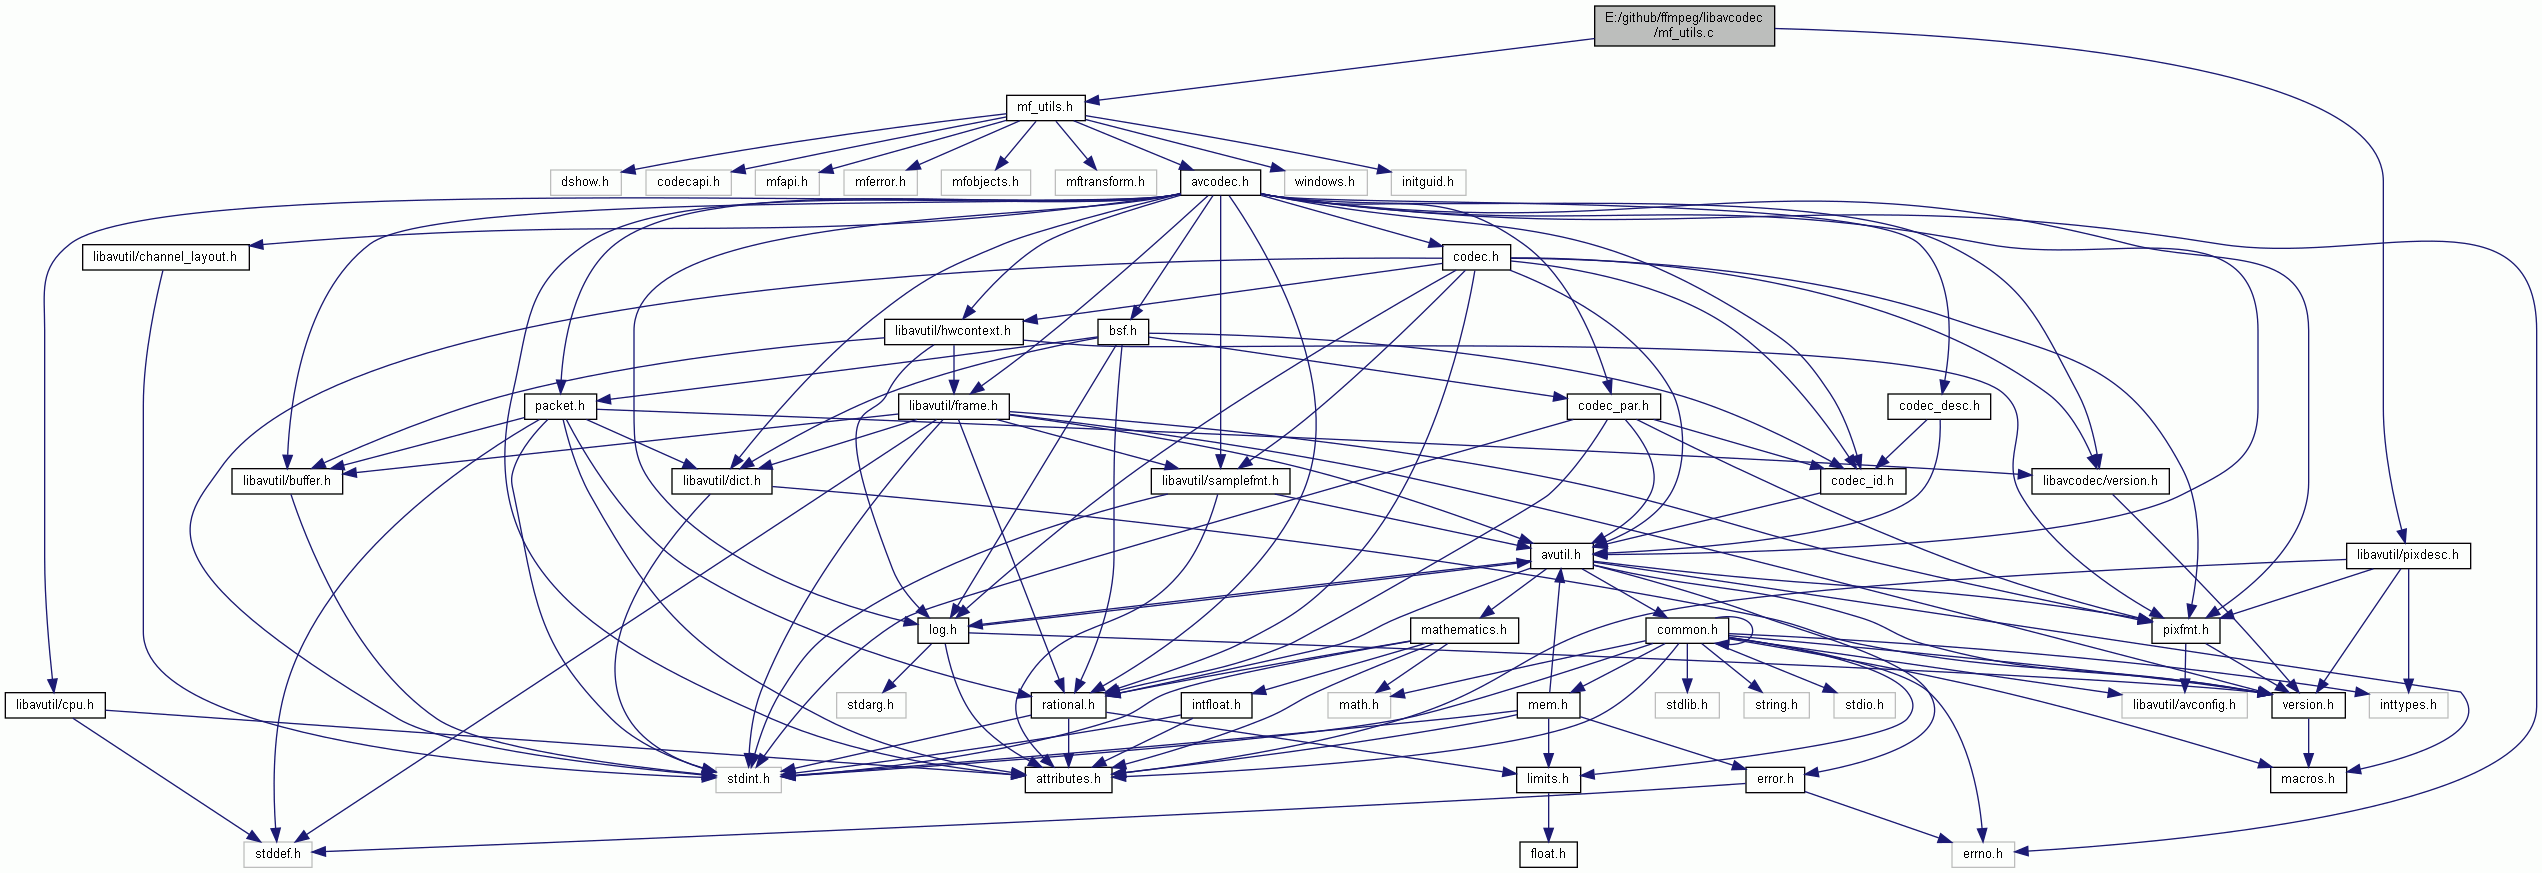 E:/github/ffmpeg/libavcodec
/mf_utils.c
mf_utils.h
dshow.h
codecapi.h
mfapi.h
mferror.h
mfobjects.h
mftransform.h
avcodec.h
windows.h
initguid.h
libavutil/channel_layout.h
codec.h
libavutil/hwcontext.h
bsf.h
packet.h
libavutil/frame.h
codec_par.h
codec_desc.h
libavutil/buffer.h
libavutil/dict.h
libavutil/samplefmt.h
codec_id.h
libavcodec/version.h
avutil.h
libavutil/pixdesc.h
log.h
mathematics.h
common.h
pixfmt.h
libavutil/cpu.h
stdarg.h
rational.h
intfloat.h
math.h
mem.h
stdlib.h
string.h
stdio.h
libavutil/avconfig.h
version.h
inttypes.h
stdint.h
attributes.h
limits.h
error.h
macros.h
stddef.h
float.h
errno.h